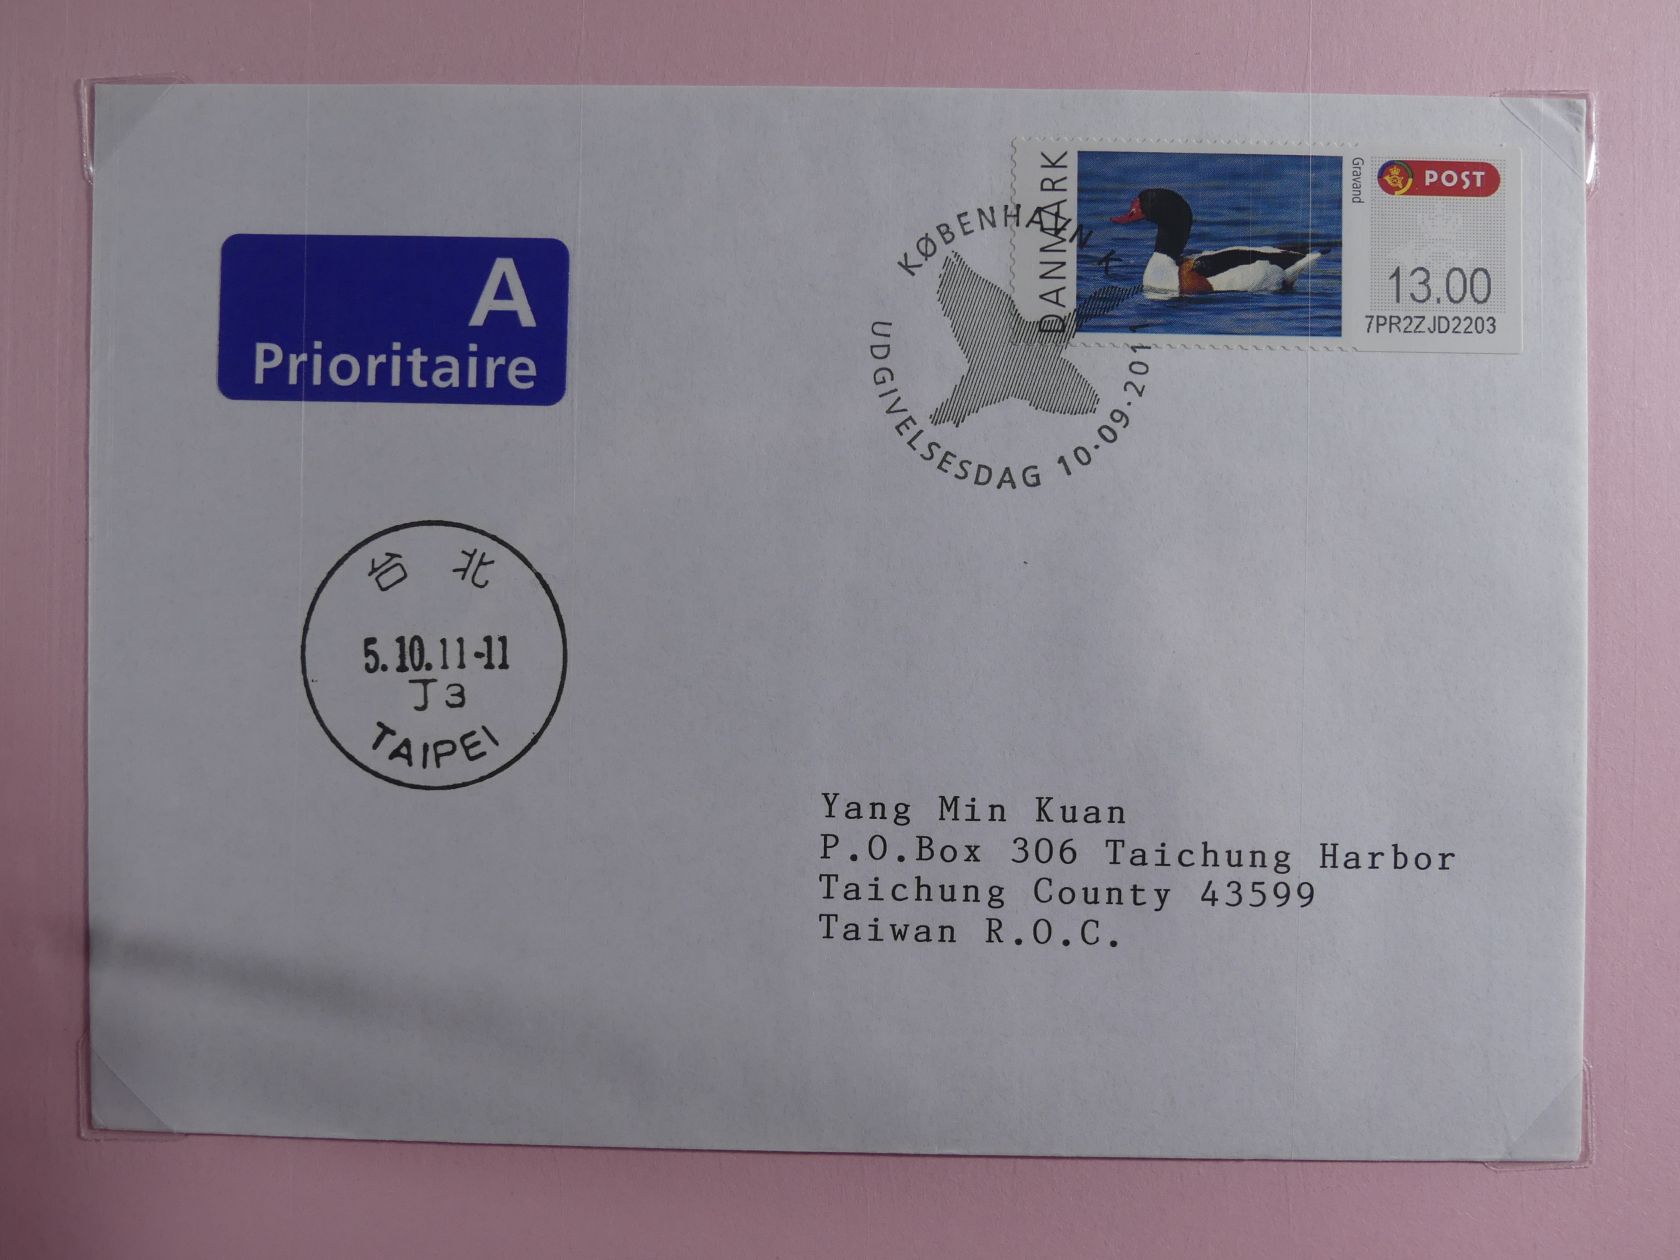 A
Prioritaire
DANMARK
Gravand
POST
13.00
7PR2ZJD2203
KØBENHAVN K
UDGIVELSESDAG 10-09-2011
台 北
5.10.11-11
J3
TAIPEI
Yang Min Kuan
P.O.Box 306 Taichung Harbor
Taichung County 43599
Taiwan R.O.C.